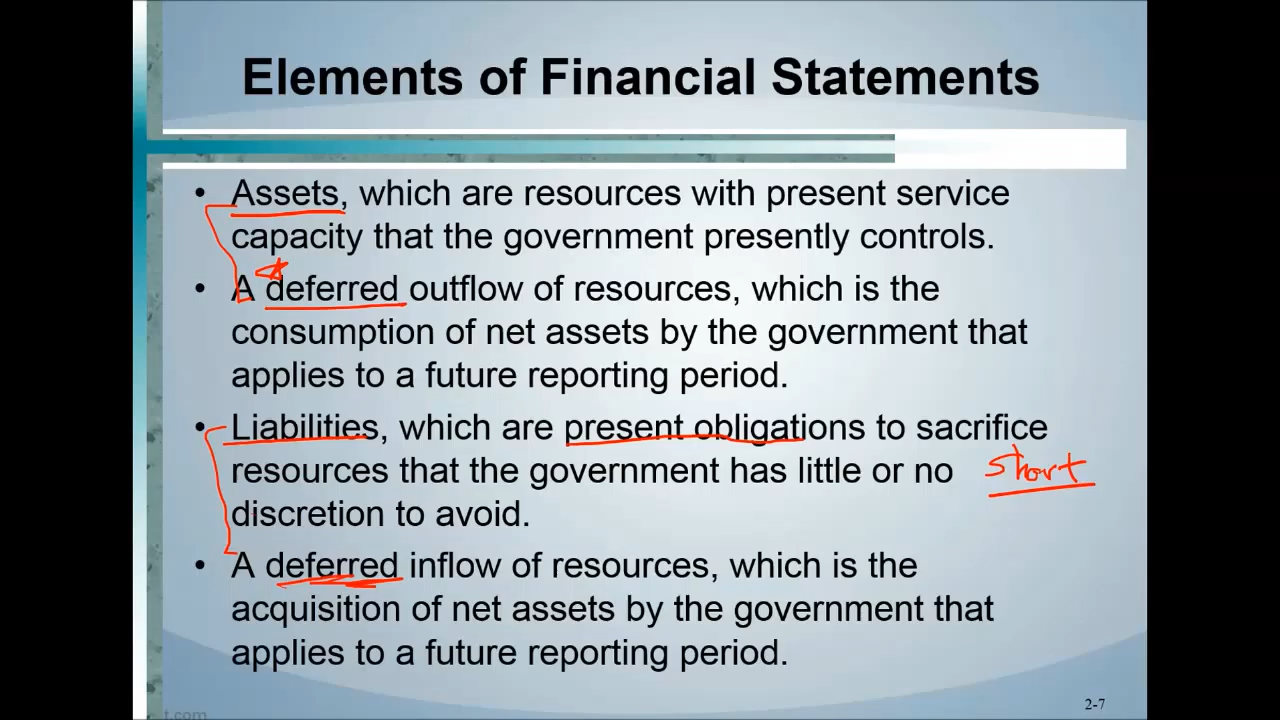 Elements of Financial Statements
• Assets, which are resources with present service
capacity that the government presently controls.
• A deferred outflow of resources, which is the
consumption of net assets by the government that
applies to a future reporting period.
• Liabilities, which are present obligations to sacrifice
resources that the government has little or no
short
discretion to avoid.
• A deferred inflow of resources, which is the
acquisition of net assets by the government that
applies to a future reporting period.
2-7
t.com